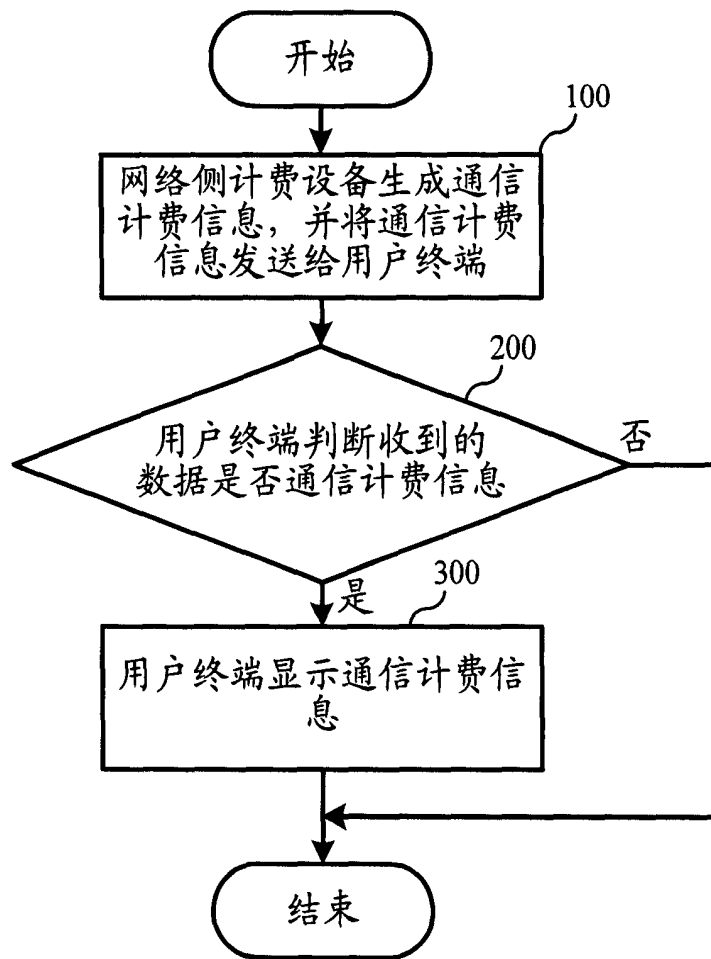 开始
100
网络侧计费设备生成通信
计费信息，并将通信计费
信息发送给用户终端
200
用户终端判断收到的
数据是否通信计费信息
否
是
300
用户终端显示通信计费信
息
结束